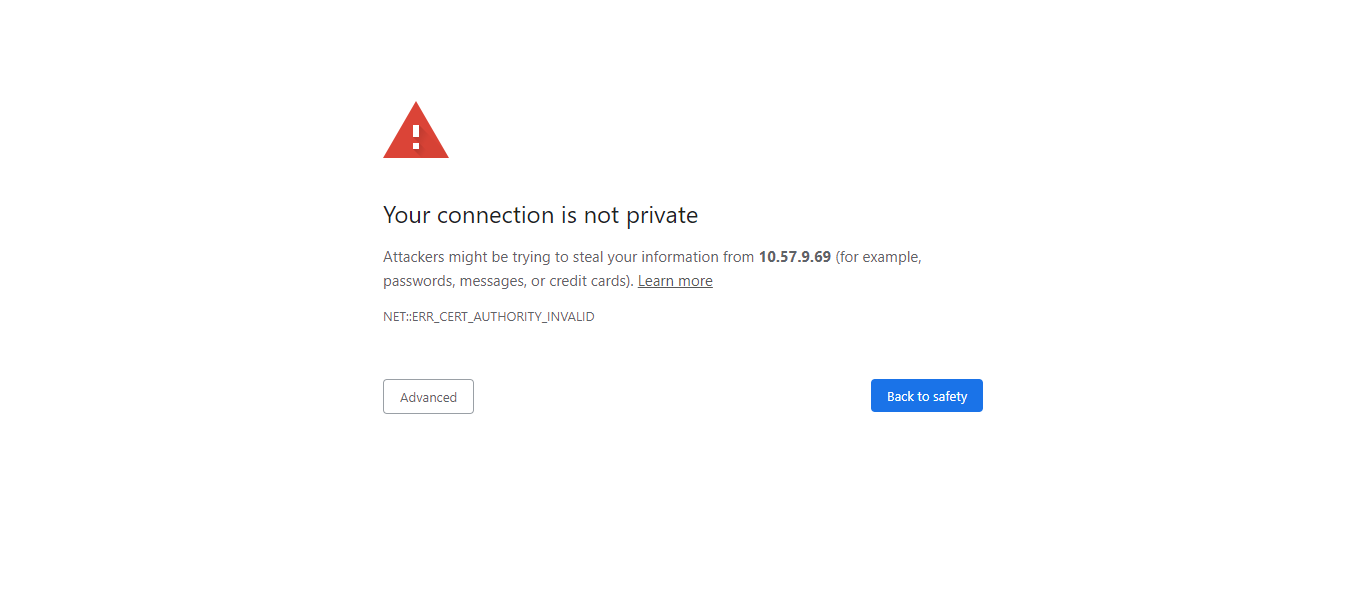 Your connection is not private
Attackers might be trying to steal your information from 10.57.9.69 (for example,
passwords, messages, or credit cards). Learn more
NET::ERR_CERT_AUTHORITY_INVALID
Advanced
Back to safety